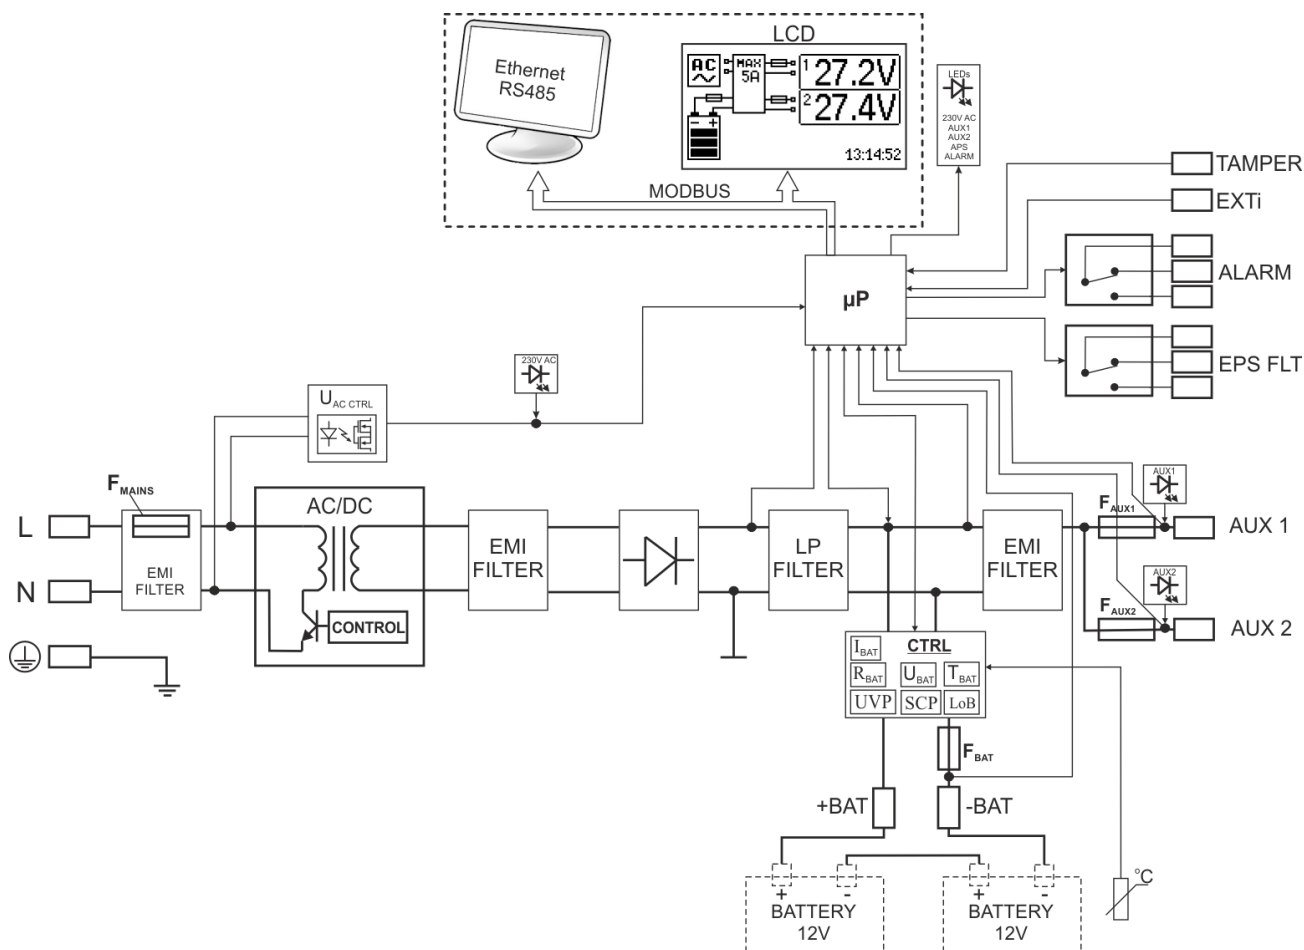 LCD
Ethernet
RS485
AC
MAX
5A
1 27.2V
2 27.4V
- +
13:14:52
LEDs
230V AC
AUX1
AUX2
APS
ALARM
MODBUS
TAMPER
EXTi
ALARM
µP
EPS FLT
230V AC
U AC CTRL
F MAINS
AC/DC
L
EMI
FILTER
N
CONTROL
EMI
FILTER
LP
FILTER
EMI
FILTER
AUX1
F AUX1
AUX 1
AUX2
F AUX2
AUX 2
CTRL
I BAT
R BAT
U BAT
T BAT
UVP
SCP
LoB
F BAT
+BAT
-BAT
°C
+ -
BATTERY
12V
+ -
BATTERY
12V